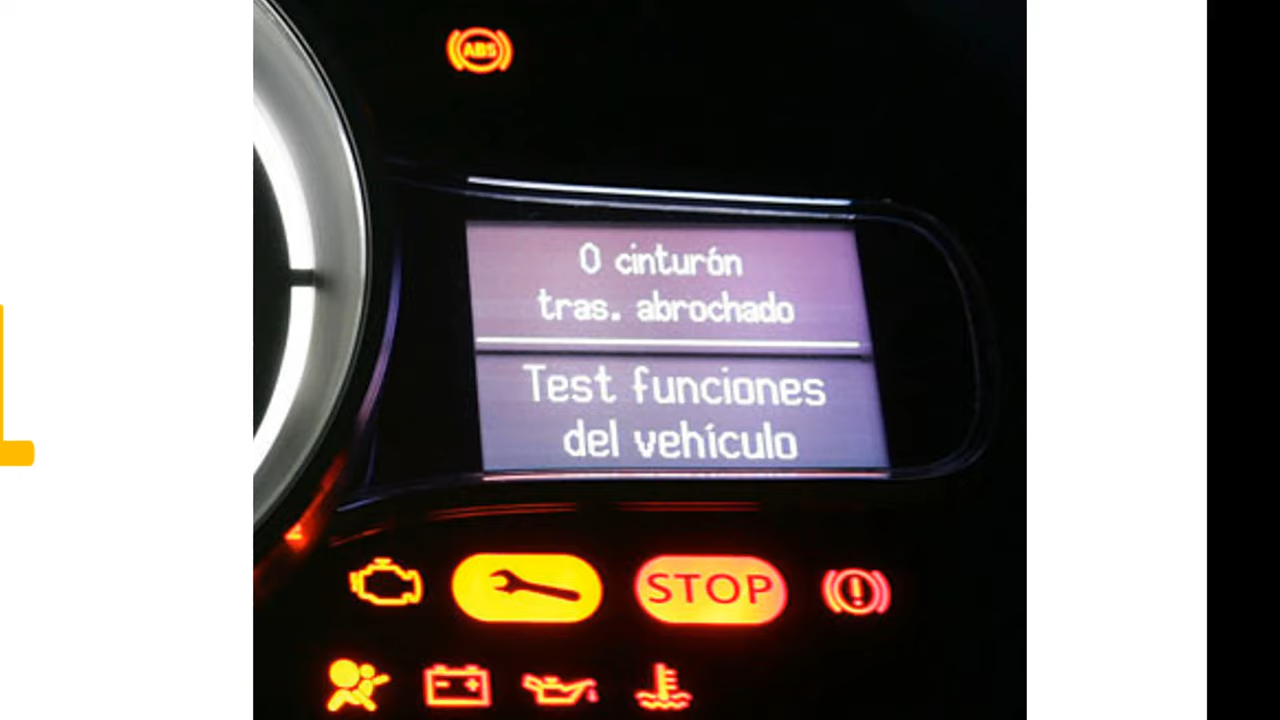 ABS
0 cinturón
tras. abrochado
Test funciones
del vehículo
STOP